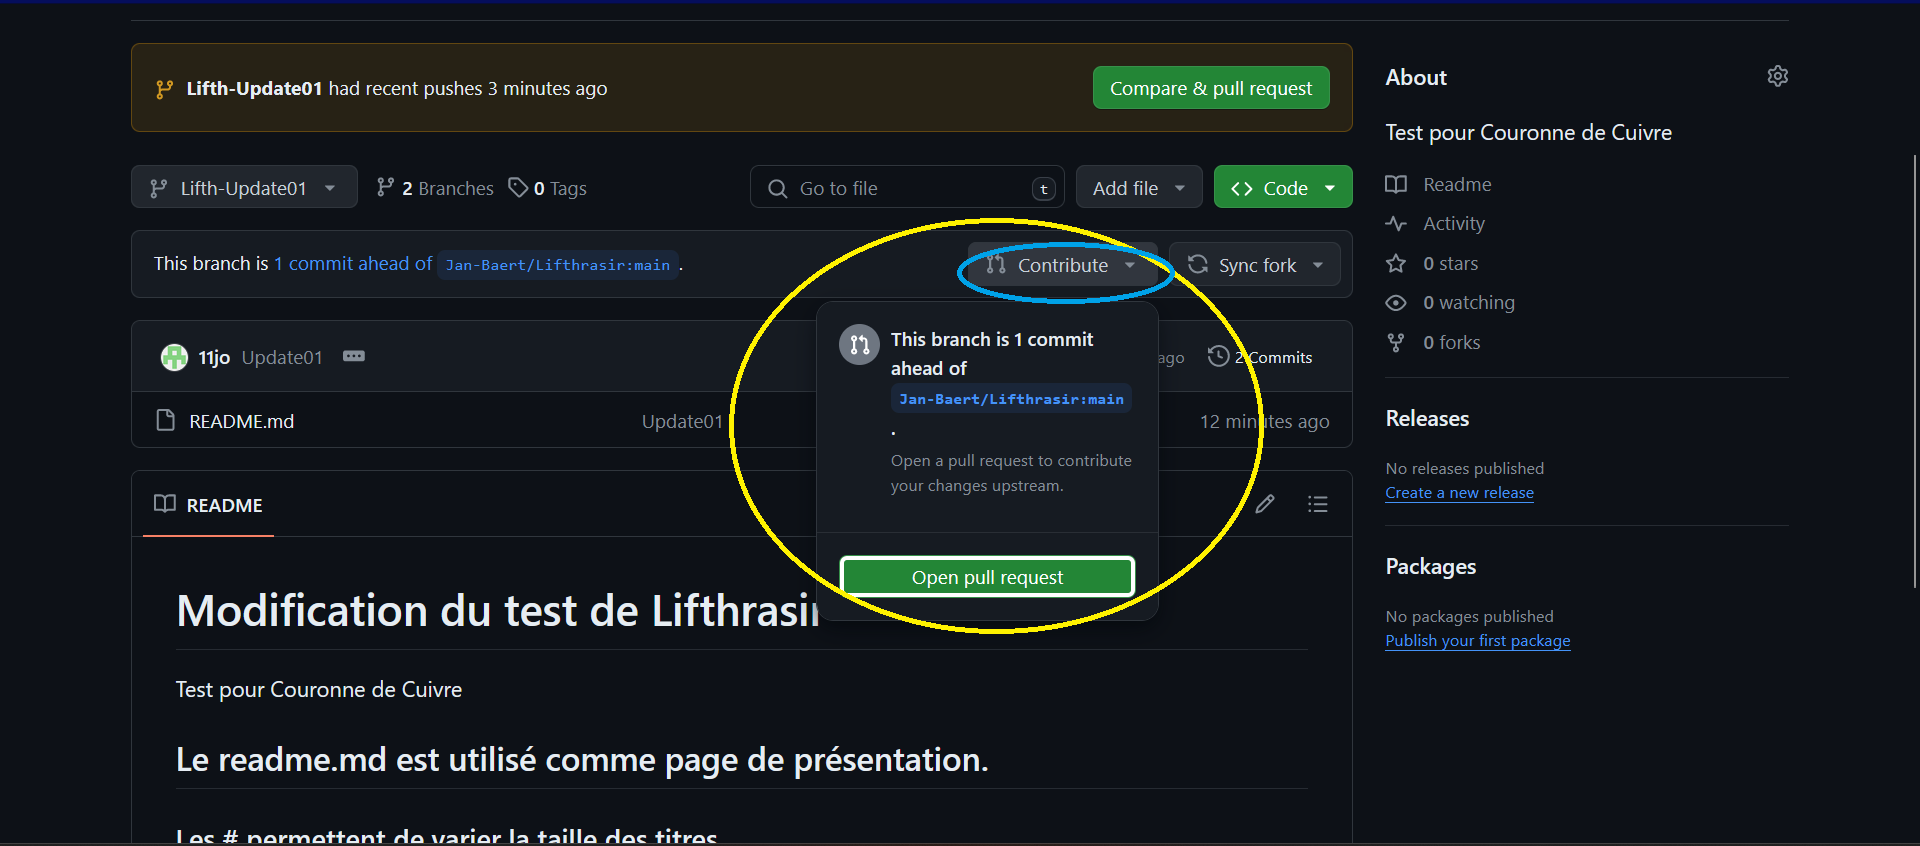 Lifth-Update01 had recent pushes 3 minutes ago
Compare & pull request
Lifth-Update01
2 Branches
0 Tags
Go to file
t
Add file
Code
This branch is 1 commit ahead of Jan-Baert/Lifthrasir:main.
Contribute
Sync fork
11jo Update01
ago
2 Commits
README.md
Update01
12 minutes ago
This branch is 1 commit
ahead of
Jan-Baert/Lifthrasir:main
.
Open a pull request to contribute
your changes upstream.
Open pull request
README
Modification du test de Lifthrasir
Test pour Couronne de Cuivre
Le readme.md est utilisé comme page de présentation.
Les # permettent de varier la taille des titres
About
Test pour Couronne de Cuivre
Readme
Activity
0 stars
0 watching
0 forks
Releases
No releases published
Create a new release
Packages
No packages published
Publish your first package